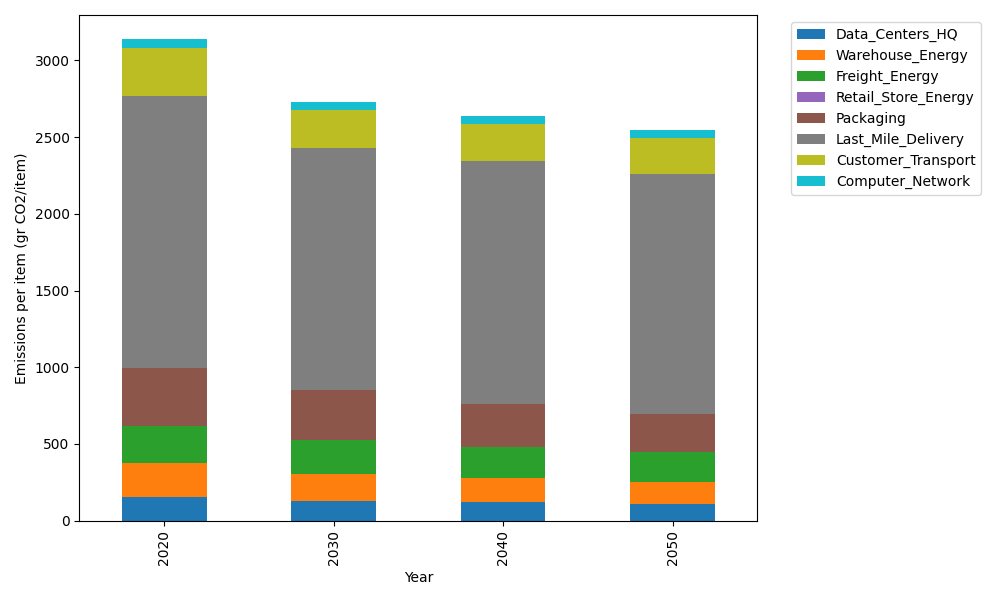 Emissions per item (gr CO2/item)
3000
2500
2000
1500
1000
500
0
2020
2030
2040
2050
Year
Data_Centers_HQ
Warehouse_Energy
Freight_Energy
Retail_Store_Energy
Packaging
Last_Mile_Delivery
Customer_Transport
Computer_Network